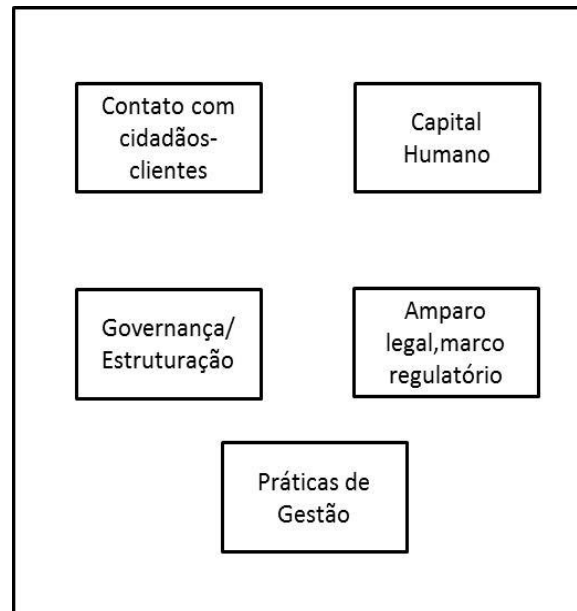 Contato com
cidadãos-
clientes
Capital
Humano
Governança/
Estruturação
Amparo
legal,marco
regulatório
Práticas de
Gestão